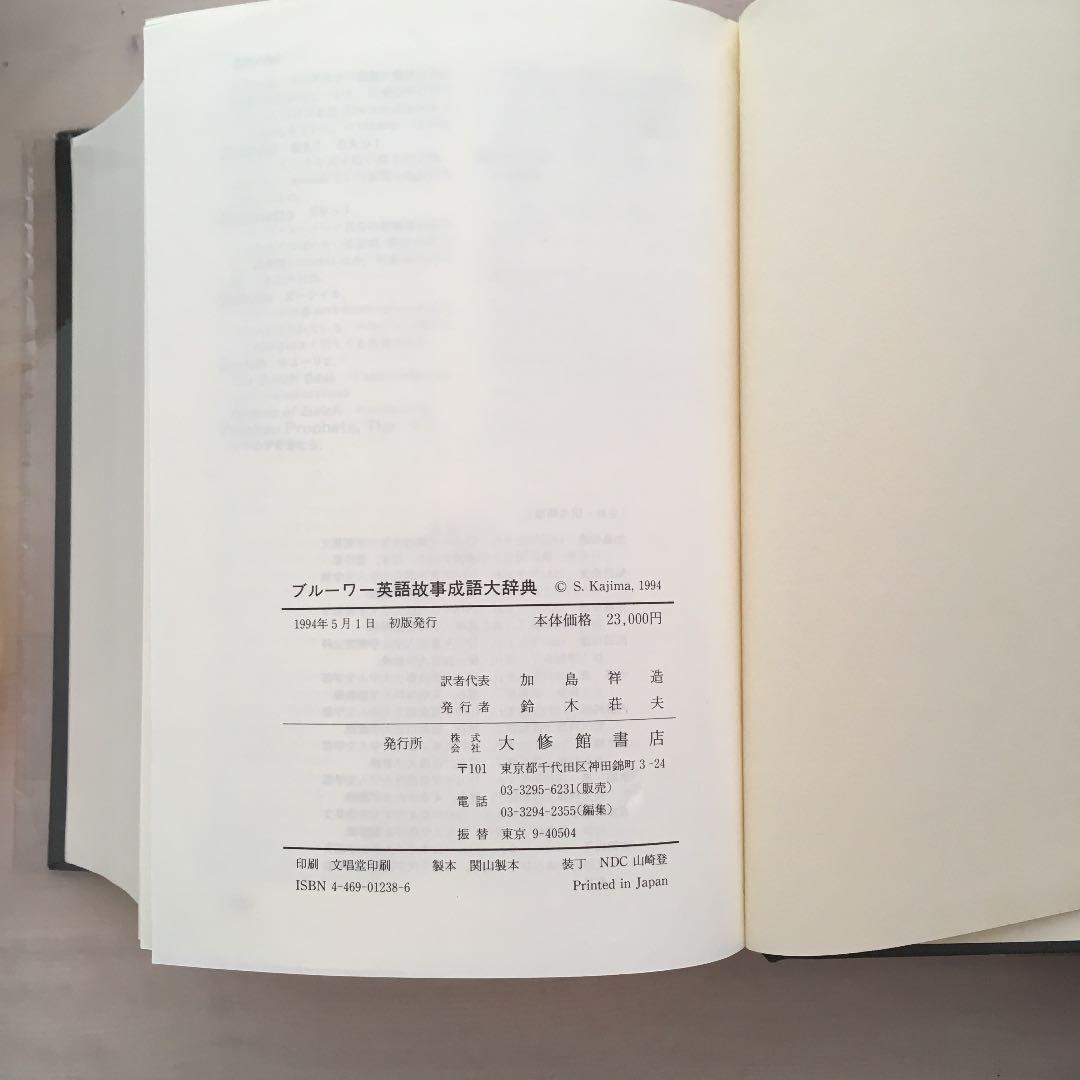 ブルーワー英語故事成語大辞典 © S. Kajima, 1994
1994年5月1日 初版発行 本体価格 23,000円
訳者代表 加島祥造
発行者 鈴木荘夫
発行所 株式会社 大修館書店
〒101 東京都千代田区神田錦町3-24
電話 03-3295-6231(販売)
03-3294-2355(編集)
振替 東京 9-40504
印刷 文唱堂印刷 製本 関山製本 装丁 NDC 山崎登
ISBN 4-469-01238-6 Printed in Japan